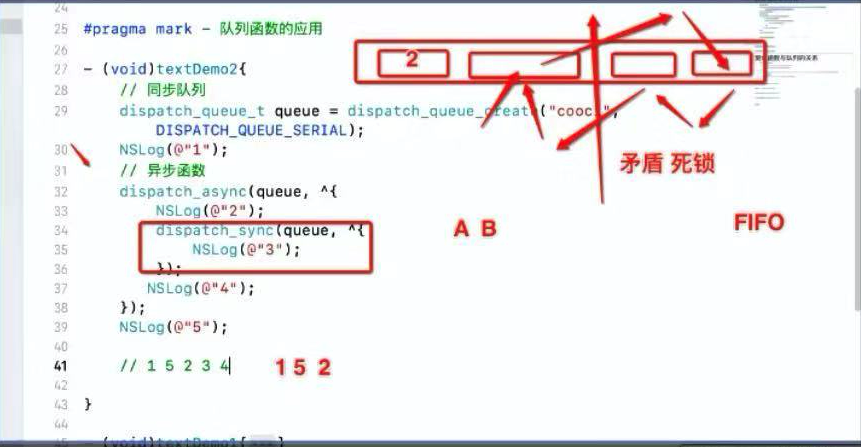 24
25 #pragma mark - 队列函数的应用
26
27 - (void)textDemo2{
28 // 同步队列
29 dispatch_queue_t queue = dispatch_queue_create("cooci",
DISPATCH_QUEUE_SERIAL);
30 NSLog(@"1");
31 // 异步函数
32 dispatch_async(queue, ^{
33 NSLog(@"2");
34 dispatch_sync(queue, ^{
35 NSLog(@"3");
36 });
37 NSLog(@"4");
38 });
39 NSLog(@"5");
40
41 // 1 5 2 3 4
42
43 }
44
45 - (void)textDemo1{
2
矛盾 死锁
A B
FIFO
1 5 2